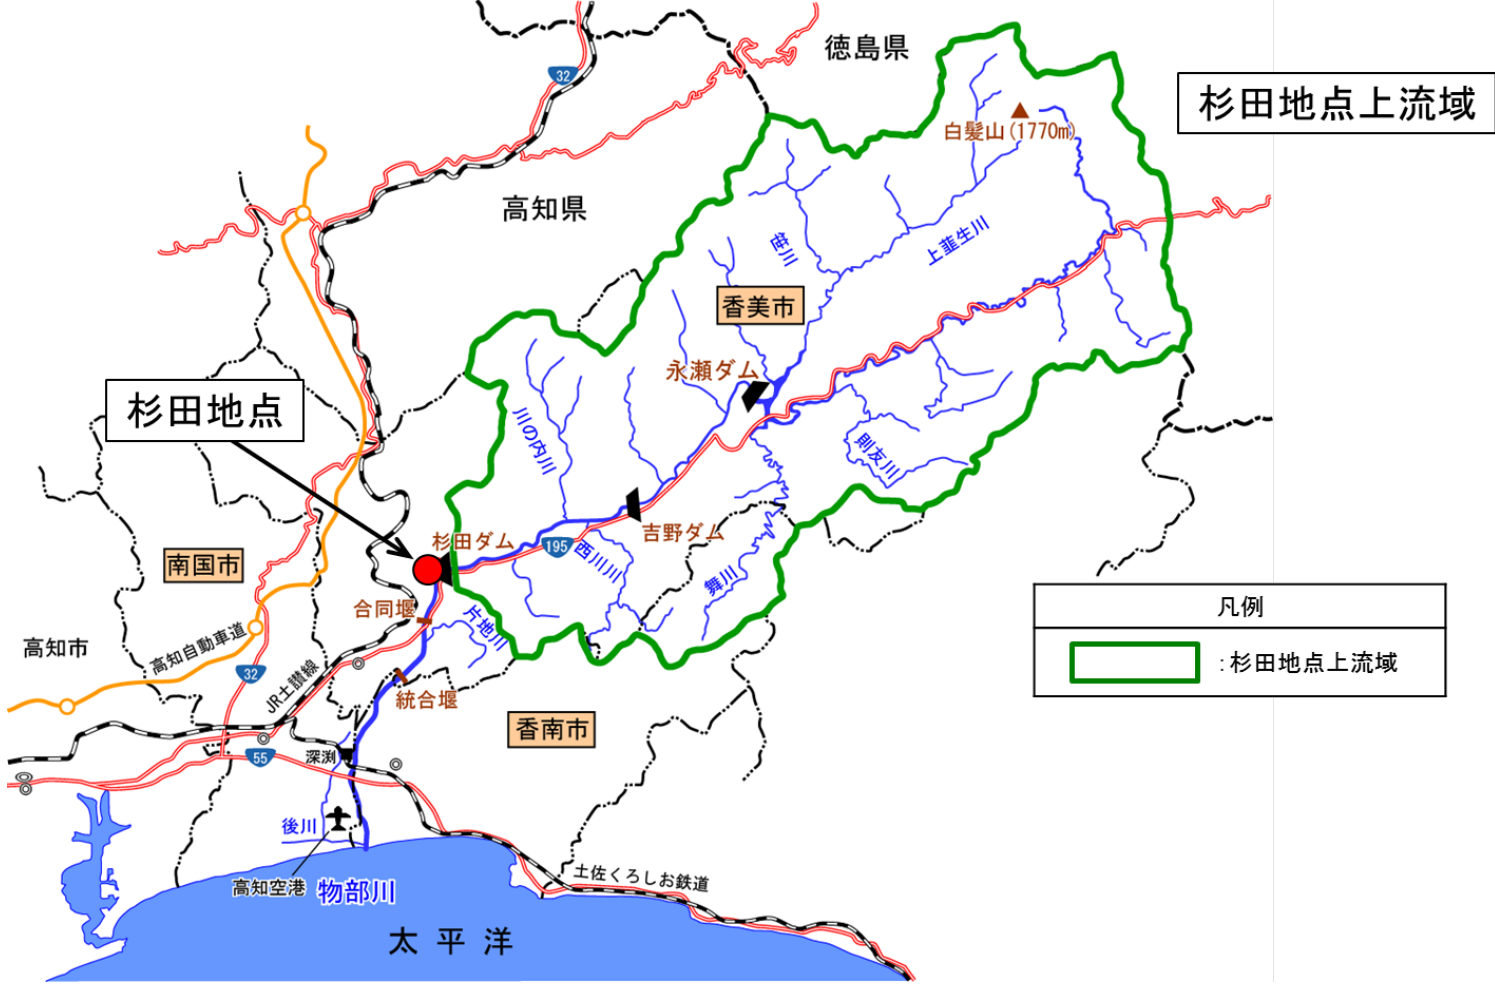 徳島県
32
杉田地点上流域
白髪山(1770m)
高知県
笹川
上韮生川
香美市
永瀬ダム
杉田地点
川の内川
則友川
杉田ダム
195
吉野ダム
西川川
南国市
舞川
合同堰
片地川
凡例
:杉田地点上流域
高知市
高知自動車道
32
JR土讃線
統合堰
香南市
55
深渕
後川
高知空港
物部川
土佐くろしお鉄道
太平洋